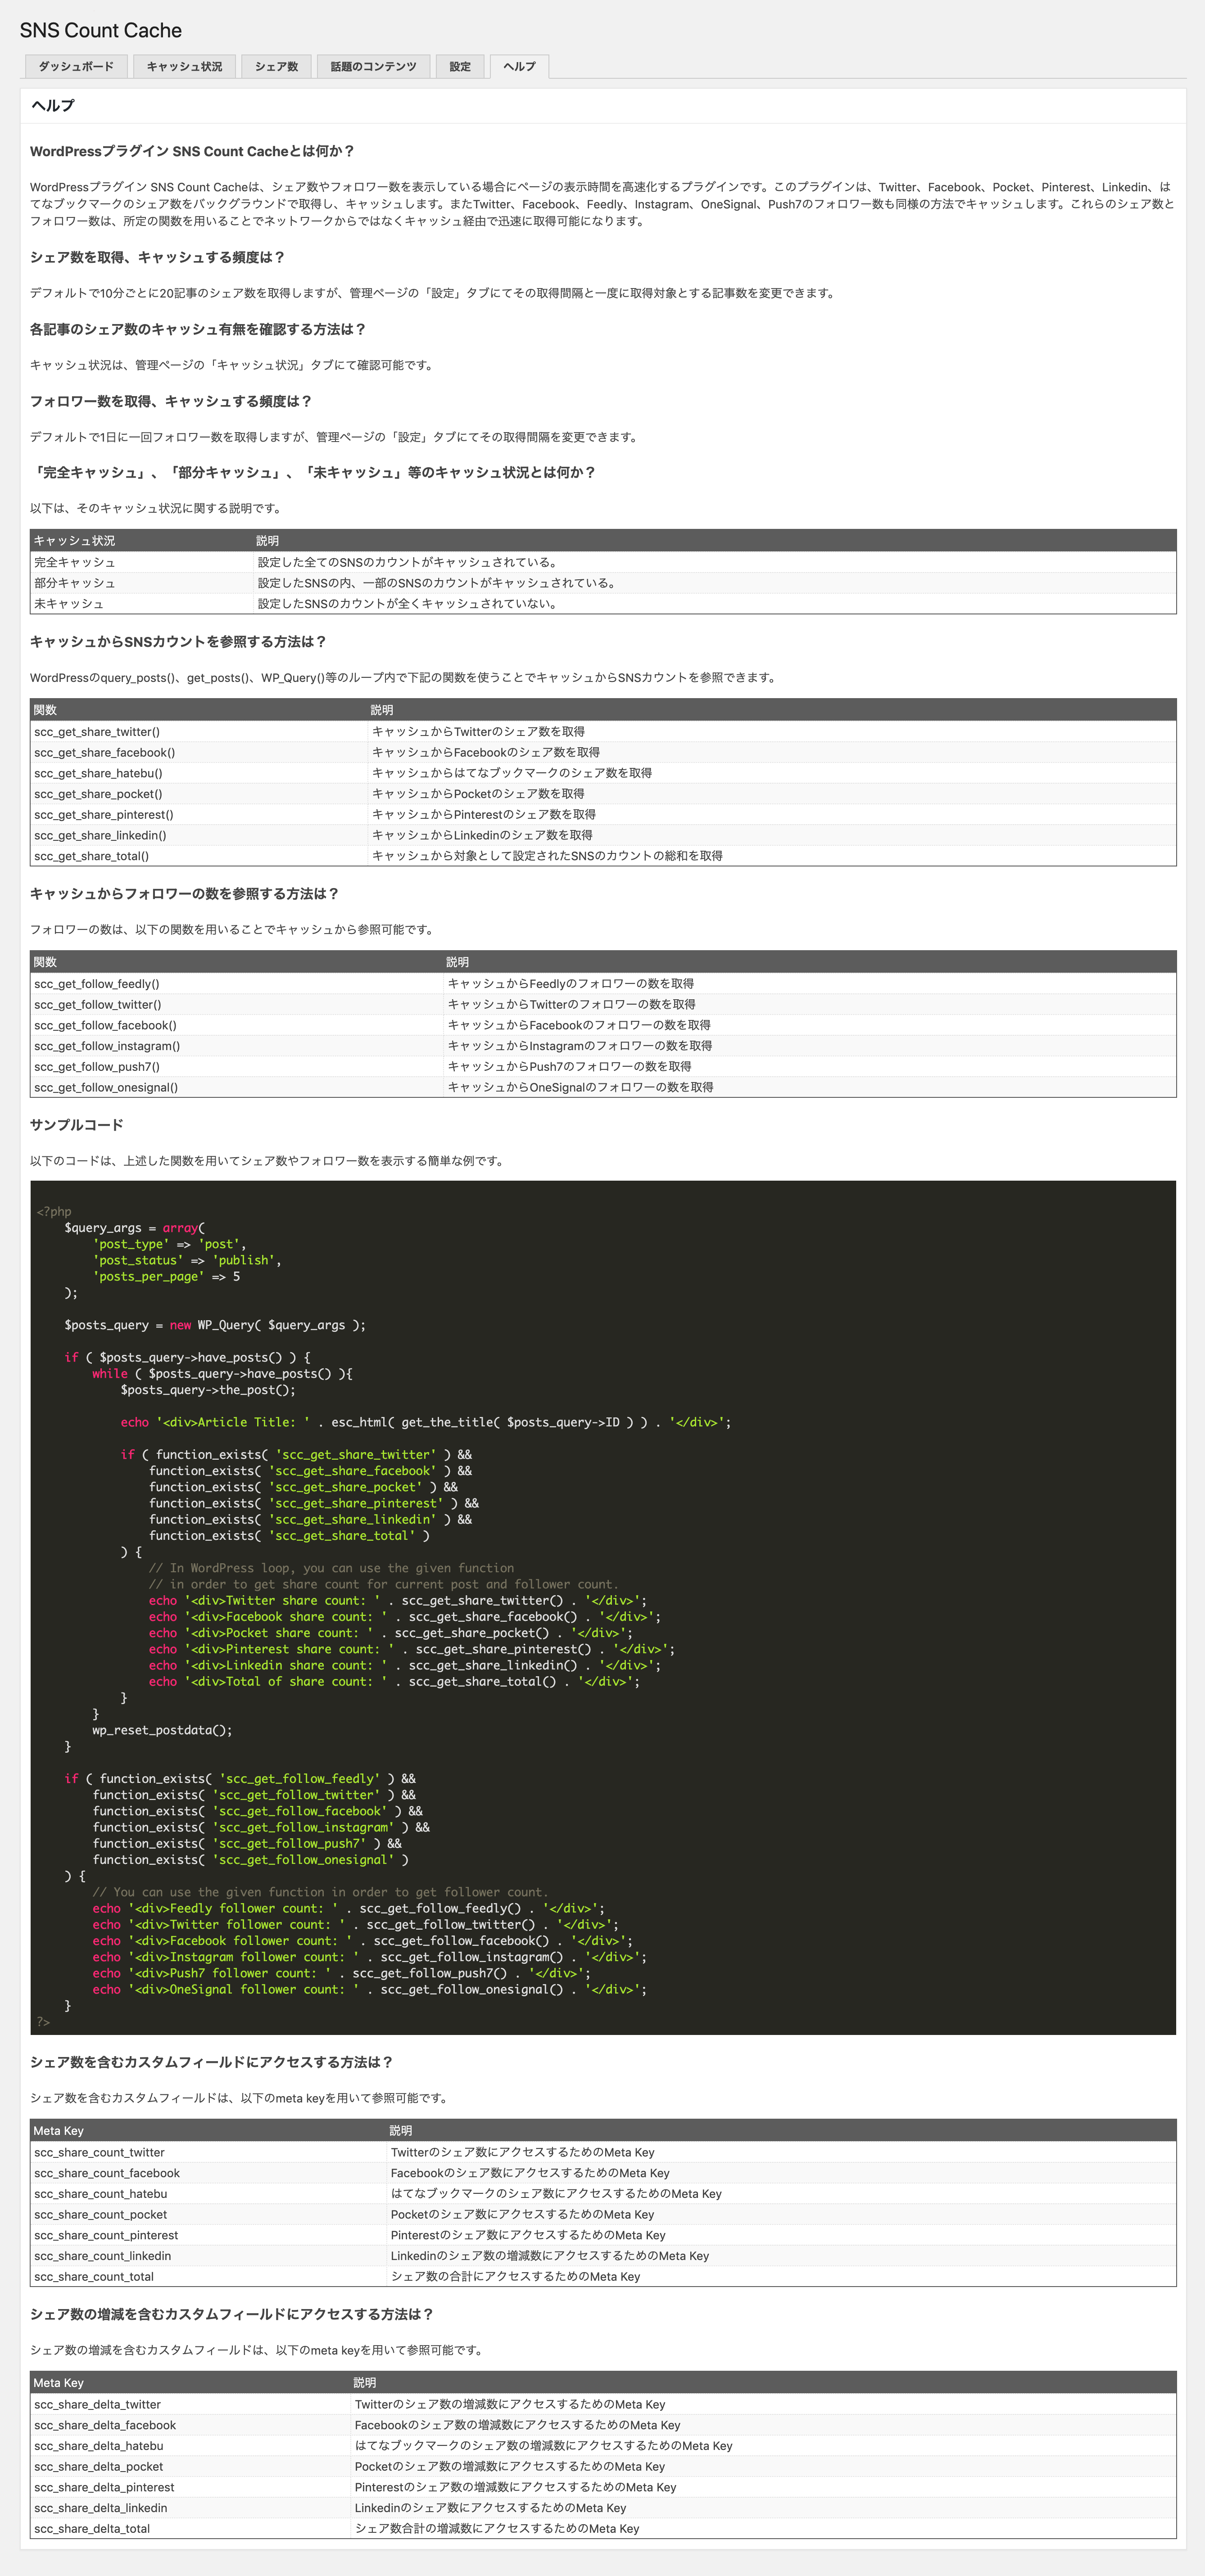 SNS Count Cache
ダッシュボード キャッシュ状況 シェア数 話題のコンテンツ 設定 ヘルプ
ヘルプ
WordPressプラグイン SNS Count Cacheとは何か？
WordPressプラグイン SNS Count Cacheは、シェア数やフォロワー数を表示している場合にページの表示時間を高速化するプラグインです。このプラグインは、Twitter、Facebook、Pocket、Pinterest、Linkedin、は
てなブックマークのシェア数をバックグラウンドで取得し、キャッシュします。またTwitter、Facebook、Feedly、Instagram、OneSignal、Push7のフォロワー数も同様の方法でキャッシュします。これらのシェア数と
フォロワー数は、所定の関数を用いることでネットワークからではなくキャッシュ経由で迅速に取得可能になります。
シェア数を取得、キャッシュする頻度は？
デフォルトで10分ごとに20記事のシェア数を取得しますが、管理ページの「設定」タブにてその取得間隔と一度に取得対象とする記事数を変更できます。
各記事のシェア数のキャッシュ有無を確認する方法は？
キャッシュ状況は、管理ページの「キャッシュ状況」タブにて確認可能です。
フォロワー数を取得、キャッシュする頻度は？
デフォルトで1日に一回フォロワー数を取得しますが、管理ページの「設定」タブにてその取得間隔を変更できます。
「完全キャッシュ」、「部分キャッシュ」、「未キャッシュ」等のキャッシュ状況とは何か？
以下は、そのキャッシュ状況に関する説明です。
キャッシュ状況 説明
完全キャッシュ 設定した全てのSNSのカウントがキャッシュされている。
部分キャッシュ 設定したSNSの内、一部のSNSのカウントがキャッシュされている。
未キャッシュ 設定したSNSのカウントが全くキャッシュされていない。
キャッシュからSNSカウントを参照する方法は？
WordPressのquery_posts()、get_posts()、WP_Query()等のループ内で下記の関数を使うことでキャッシュからSNSカウントを参照できます。
関数 説明
scc_get_share_twitter() キャッシュからTwitterのシェア数を取得
scc_get_share_facebook() キャッシュからFacebookのシェア数を取得
scc_get_share_hatebu() キャッシュからはてなブックマークのシェア数を取得
scc_get_share_pocket() キャッシュからPocketのシェア数を取得
scc_get_share_pinterest() キャッシュからPinterestのシェア数を取得
scc_get_share_linkedin() キャッシュからLinkedinのシェア数を取得
scc_get_share_total() キャッシュから対象として設定されたSNSのカウントの総和を取得
キャッシュからフォロワーの数を参照する方法は？
フォロワーの数は、以下の関数を用いることでキャッシュから参照可能です。
関数 説明
scc_get_follow_feedly() キャッシュからFeedlyのフォロワーの数を取得
scc_get_follow_twitter() キャッシュからTwitterのフォロワーの数を取得
scc_get_follow_facebook() キャッシュからFacebookのフォロワーの数を取得
scc_get_follow_instagram() キャッシュからInstagramのフォロワーの数を取得
scc_get_follow_push7() キャッシュからPush7のフォロワーの数を取得
scc_get_follow_onesignal() キャッシュからOneSignalのフォロワーの数を取得
サンプルコード
以下のコードは、上述した関数を用いてシェア数やフォロワー数を表示する簡単な例です。
<?php
$query_args = array(
'post_type' => 'post',
'post_status' => 'publish',
'posts_per_page' => 5
);
$posts_query = new WP_Query( $query_args );
if ( $posts_query->have_posts() ) {
while ( $posts_query->have_posts() ){
$posts_query->the_post();
echo '<div>Article Title: ' . esc_html( get_the_title( $posts_query->ID ) ) . '</div>';
if ( function_exists( 'scc_get_share_twitter' ) &&
function_exists( 'scc_get_share_facebook' ) &&
function_exists( 'scc_get_share_pocket' ) &&
function_exists( 'scc_get_share_pinterest' ) &&
function_exists( 'scc_get_share_linkedin' ) &&
function_exists( 'scc_get_share_total' )
) {
// In WordPress loop, you can use the given function
// in order to get share count for current post and follower count.
echo '<div>Twitter share count: ' . scc_get_share_twitter() . '</div>';
echo '<div>Facebook share count: ' . scc_get_share_facebook() . '</div>';
echo '<div>Pocket share count: ' . scc_get_share_pocket() . '</div>';
echo '<div>Pinterest share count: ' . scc_get_share_pinterest() . '</div>';
echo '<div>Linkedin share count: ' . scc_get_share_linkedin() . '</div>';
echo '<div>Total of share count: ' . scc_get_share_total() . '</div>';
}
}
wp_reset_postdata();
}
if ( function_exists( 'scc_get_follow_feedly' ) &&
function_exists( 'scc_get_follow_twitter' ) &&
function_exists( 'scc_get_follow_facebook' ) &&
function_exists( 'scc_get_follow_instagram' ) &&
function_exists( 'scc_get_follow_push7' ) &&
function_exists( 'scc_get_follow_onesignal' )
) {
// You can use the given function in order to get follower count.
echo '<div>Feedly follower count: ' . scc_get_follow_feedly() . '</div>';
echo '<div>Twitter follower count: ' . scc_get_follow_twitter() . '</div>';
echo '<div>Facebook follower count: ' . scc_get_follow_facebook() . '</div>';
echo '<div>Instagram follower count: ' . scc_get_follow_instagram() . '</div>';
echo '<div>Push7 follower count: ' . scc_get_follow_push7() . '</div>';
echo '<div>OneSignal follower count: ' . scc_get_follow_onesignal() . '</div>';
}
?>
シェア数を含むカスタムフィールドにアクセスする方法は？
シェア数を含むカスタムフィールドは、以下のmeta keyを用いて参照可能です。
Meta Key 説明
scc_share_count_twitter Twitterのシェア数にアクセスするためのMeta Key
scc_share_count_facebook Facebookのシェア数にアクセスするためのMeta Key
scc_share_count_hatebu はてなブックマークのシェア数にアクセスするためのMeta Key
scc_share_count_pocket Pocketのシェア数にアクセスするためのMeta Key
scc_share_count_pinterest Pinterestのシェア数にアクセスするためのMeta Key
scc_share_count_linkedin Linkedinのシェア数の増減数にアクセスするためのMeta Key
scc_share_count_total シェア数の合計にアクセスするためのMeta Key
シェア数の増減を含むカスタムフィールドにアクセスする方法は？
シェア数の増減を含むカスタムフィールドは、以下のmeta keyを用いて参照可能です。
Meta Key 説明
scc_share_delta_twitter Twitterのシェア数の増減数にアクセスするためのMeta Key
scc_share_delta_facebook Facebookのシェア数の増減数にアクセスするためのMeta Key
scc_share_delta_hatebu はてなブックマークのシェア数の増減数にアクセスするためのMeta Key
scc_share_delta_pocket Pocketのシェア数の増減数にアクセスするためのMeta Key
scc_share_delta_pinterest Pinterestのシェア数の増減数にアクセスするためのMeta Key
scc_share_delta_linkedin Linkedinのシェア数にアクセスするためのMeta Key
scc_share_delta_total シェア数合計の増減数にアクセスするためのMeta Key